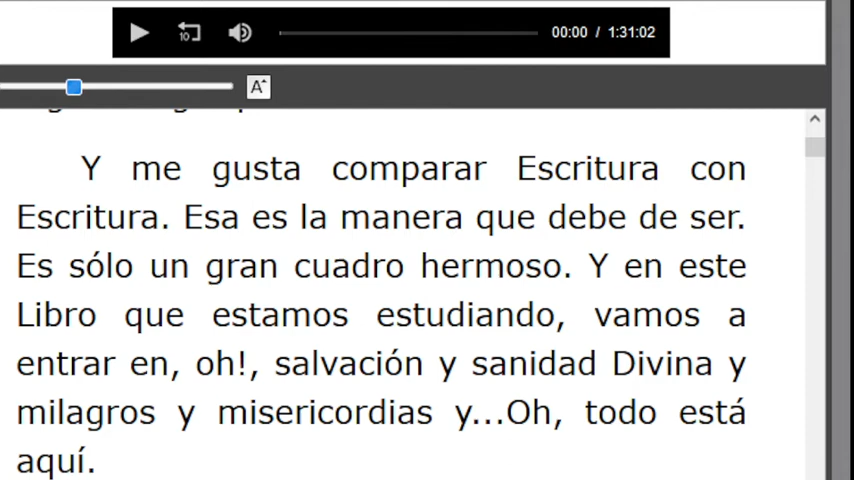 10
00:00 / 1:31:02
A
Y me gusta comparar Escritura con
Escritura. Esa es la manera que debe de ser.
Es sólo un gran cuadro hermoso. Y en este
Libro que estamos estudiando, vamos a
entrar en, oh!, salvación y sanidad Divina y
milagros y misericordias y...Oh, todo está
aquí.